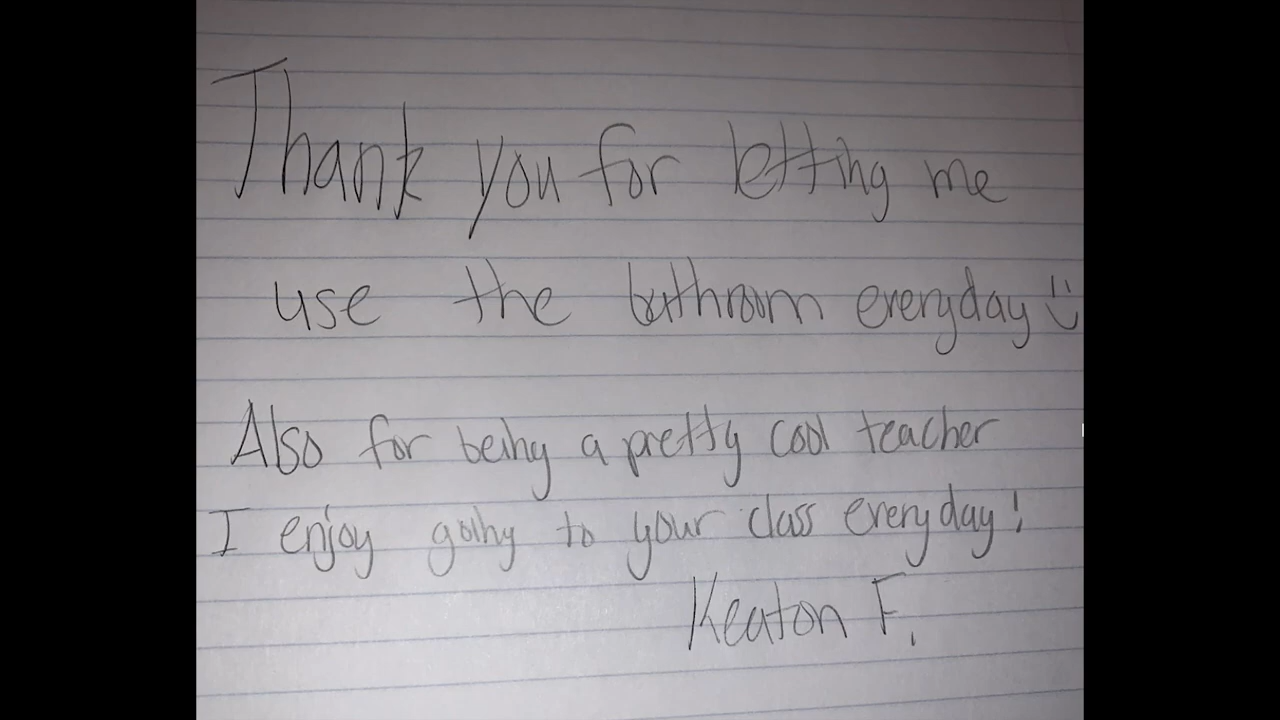 Thank you for letting me
use the bathroom everyday :)
Also for being a pretty cool teacher
I enjoy going to your class everyday!
Keaton F.